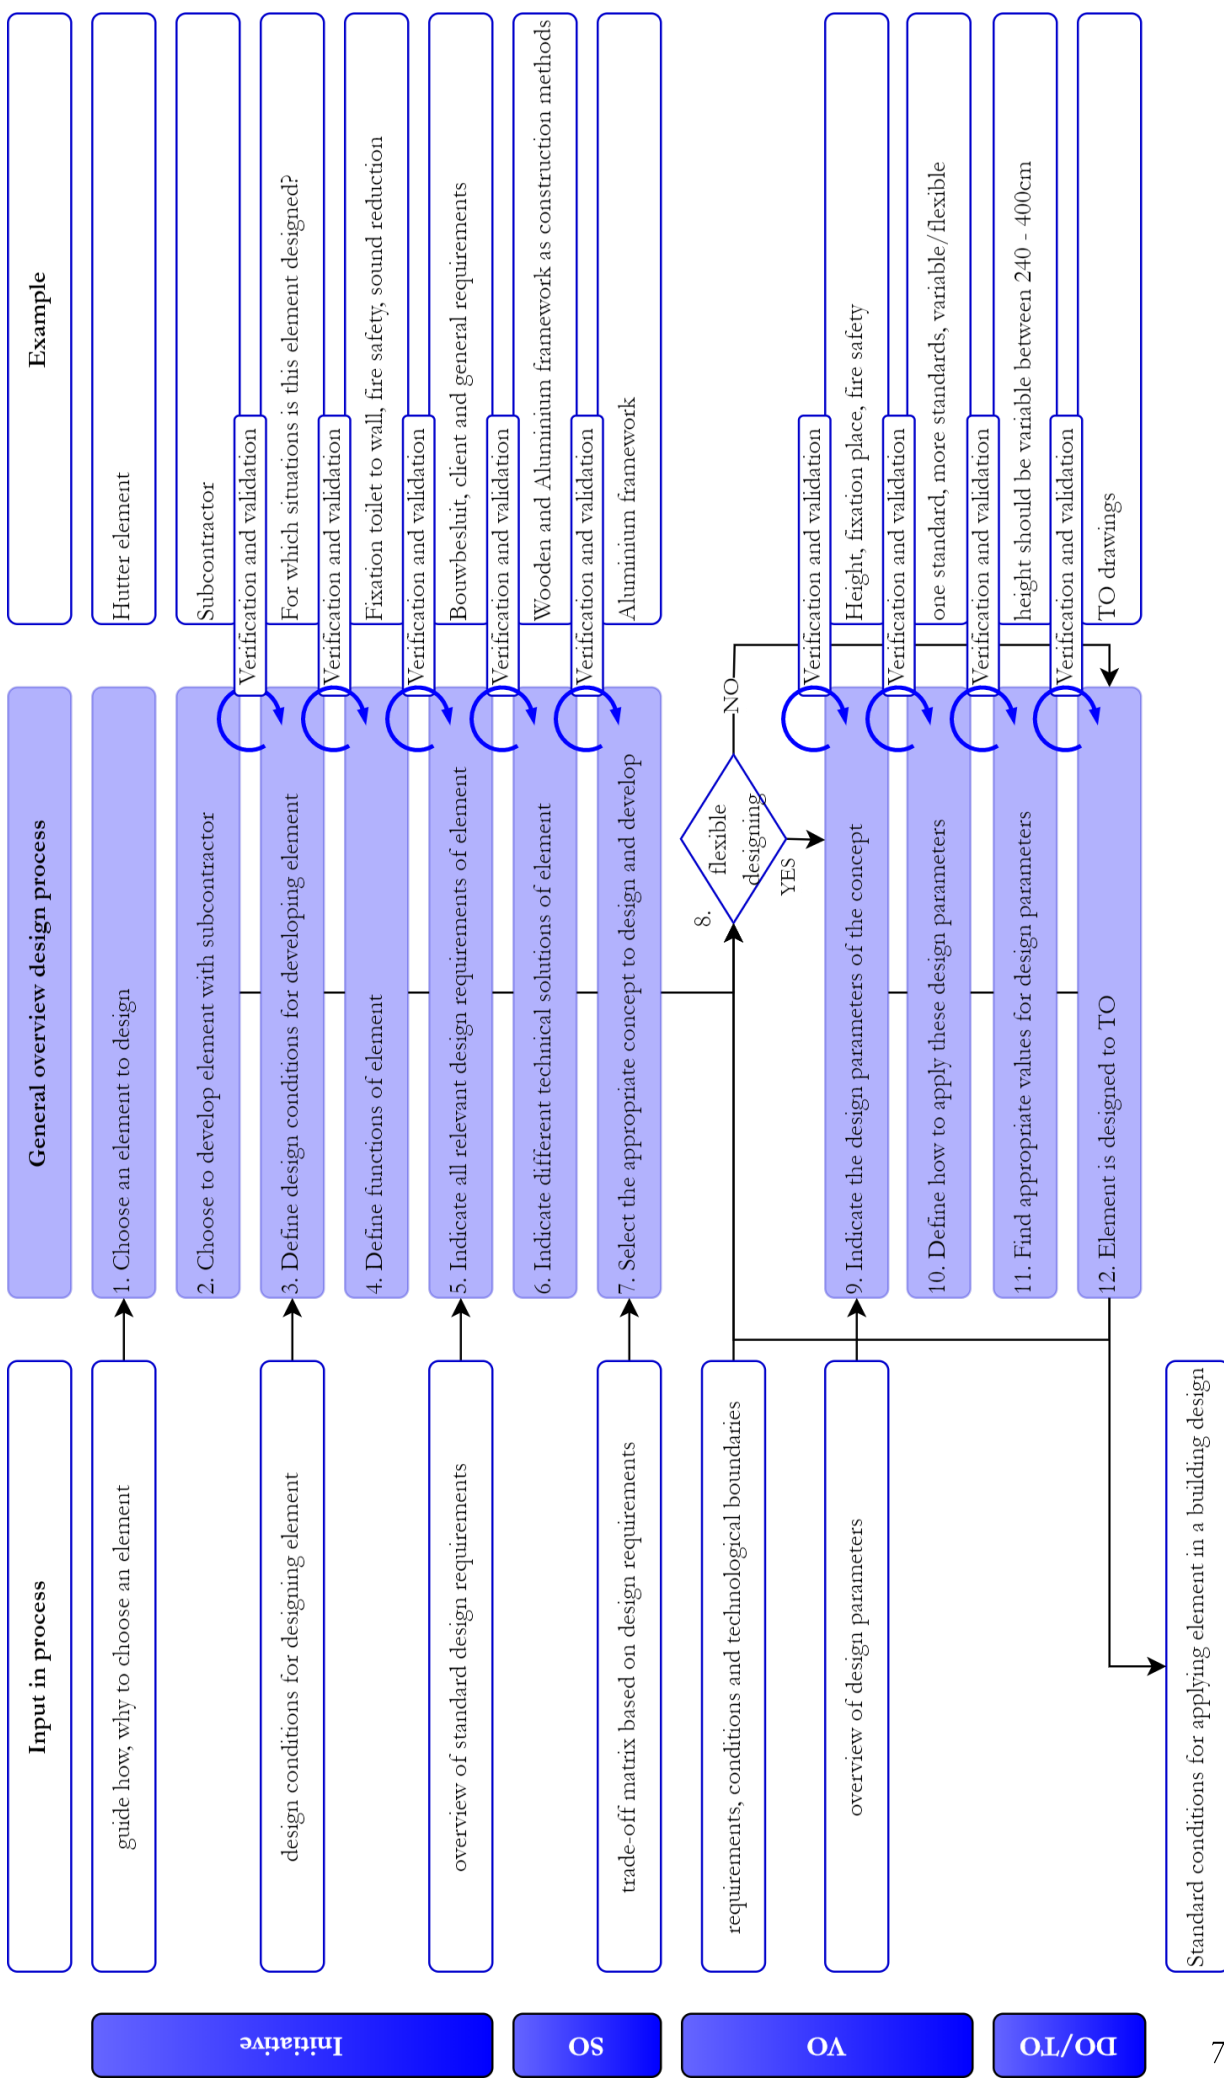 Input in process
General overview design process
Example
Initiative
guide how, why to choose an element
1. Choose an element to design
Hutter element
2. Choose to develop element with subcontractor
Subcontractor
Verification and validation
design conditions for designing element
3. Define design conditions for developing element
For which situations is this element designed?
Verification and validation
4. Define functions of element
Fixation toilet to wall, fire safety, sound reduction
Verification and validation
overview of standard design requirements
5. Indicate all relevant design requirements of element
Bouwbesluit, client and general requirements
Verification and validation
SO
6. Indicate different technical solutions of element
Wooden and Aluminium framework as construction methods
Verification and validation
trade-off matrix based on design requirements
7. Select the appropriate concept to design and develop
Aluminium framework
VO
requirements, conditions and technological boundaries
8.
flexible
designing
NO
YES
Verification and validation
overview of design parameters
9. Indicate the design parameters of the concept
Height, fixation place, fire safety
Verification and validation
10. Define how to apply these design parameters
one standard, more standards, variable/flexible
Verification and validation
DO/TO
11. Find appropriate values for design parameters
height should be variable between 240 - 400cm
Verification and validation
12. Element is designed to TO
TO drawings
Standard conditions for applying element in a building design
7